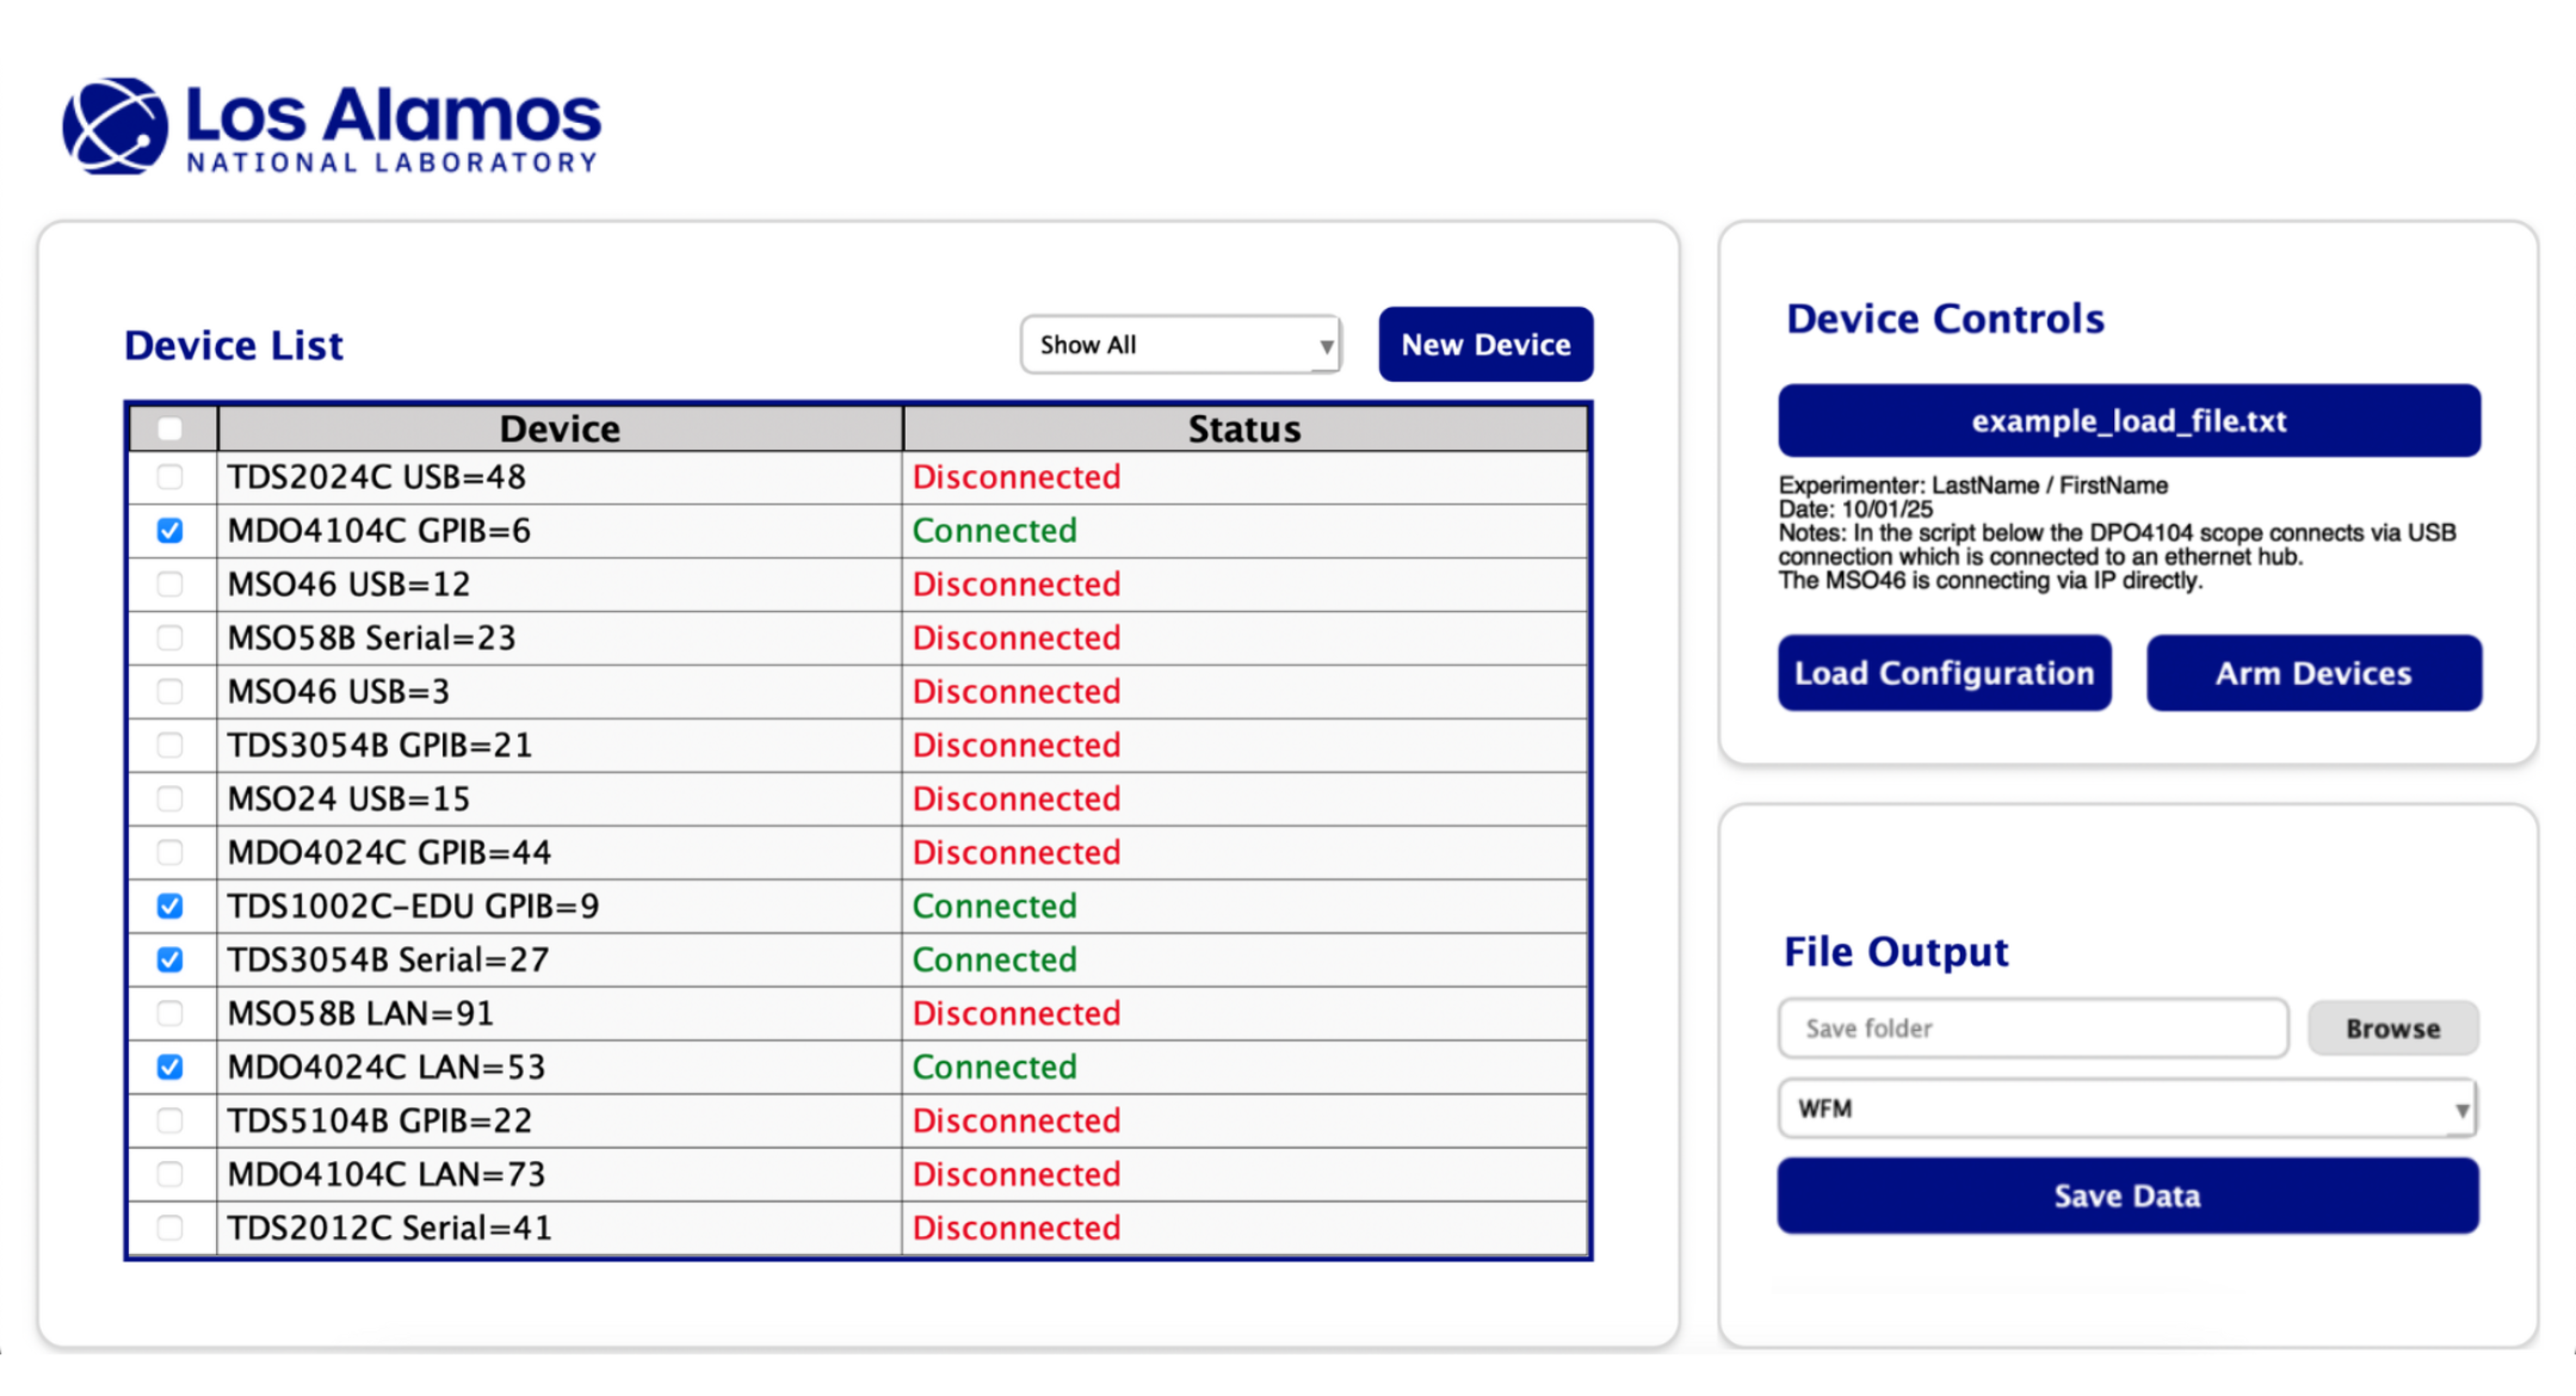 Los Alamos
NATIONAL LABORATORY
Device List
Show All
New Device
Device Status
TDS2024C USB=48 Disconnected
MDO4104C GPIB=6 Connected
MSO46 USB=12 Disconnected
MSO58B Serial=23 Disconnected
MSO46 USB=3 Disconnected
TDS3054B GPIB=21 Disconnected
MSO24 USB=15 Disconnected
MDO4024C GPIB=44 Disconnected
TDS1002C-EDU GPIB=9 Connected
TDS3054B Serial=27 Connected
MSO58B LAN=91 Disconnected
MDO4024C LAN=53 Connected
TDS5104B GPIB=22 Disconnected
MDO4104C LAN=73 Disconnected
TDS2012C Serial=41 Disconnected
Device Controls
example_load_file.txt
Experimenter: LastName / FirstName
Date: 10/01/25
Notes: In the script below the DPO4104 scope connects via USB
connection which is connected to an ethernet hub.
The MSO46 is connecting via IP directly.
Load Configuration
Arm Devices
File Output
Save folder
Browse
WFM
Save Data